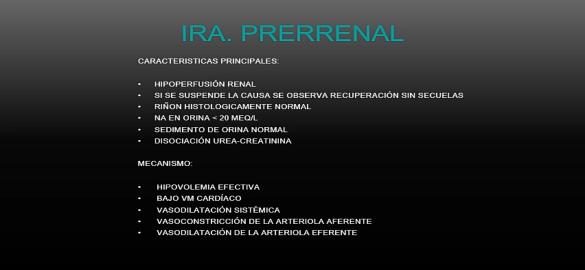 IRA. PRERRENAL
CARACTERISTICAS PRINCIPALES:
• HIPOPERFUSIÓN RENAL
• SI SE SUSPENDE LA CAUSA SE OBSERVA RECUPERACIÓN SIN SECUELAS
• RIÑON HISTOLOGICAMENTE NORMAL
• NA EN ORINA < 20 MEQ/L
• SEDIMENTO DE ORINA NORMAL
• DISOCIACIÓN UREA-CREATININA
MECANISMO:
• HIPOVOLEMIA EFECTIVA
• BAJO VM CARDÍACO
• VASODILATACIÓN SISTÉMICA
• VASOCONSTRICCIÓN DE LA ARTERIOLA AFERENTE
• VASODILATACIÓN DE LA ARTERIOLA EFERENTE